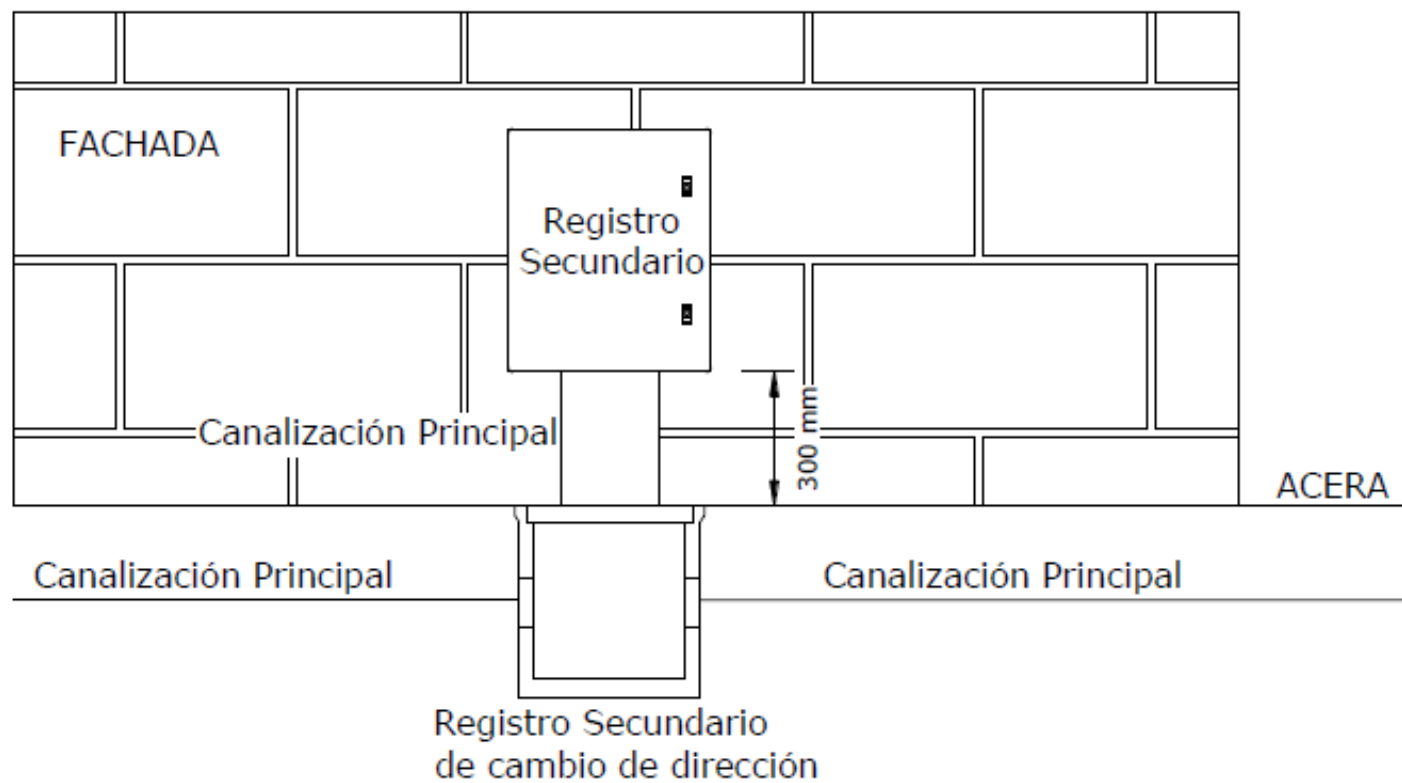 FACHADA
Registro
Secundario
Canalización Principal
300 mm
ACERA
Canalización Principal
Canalización Principal
Registro Secundario
de cambio de dirección